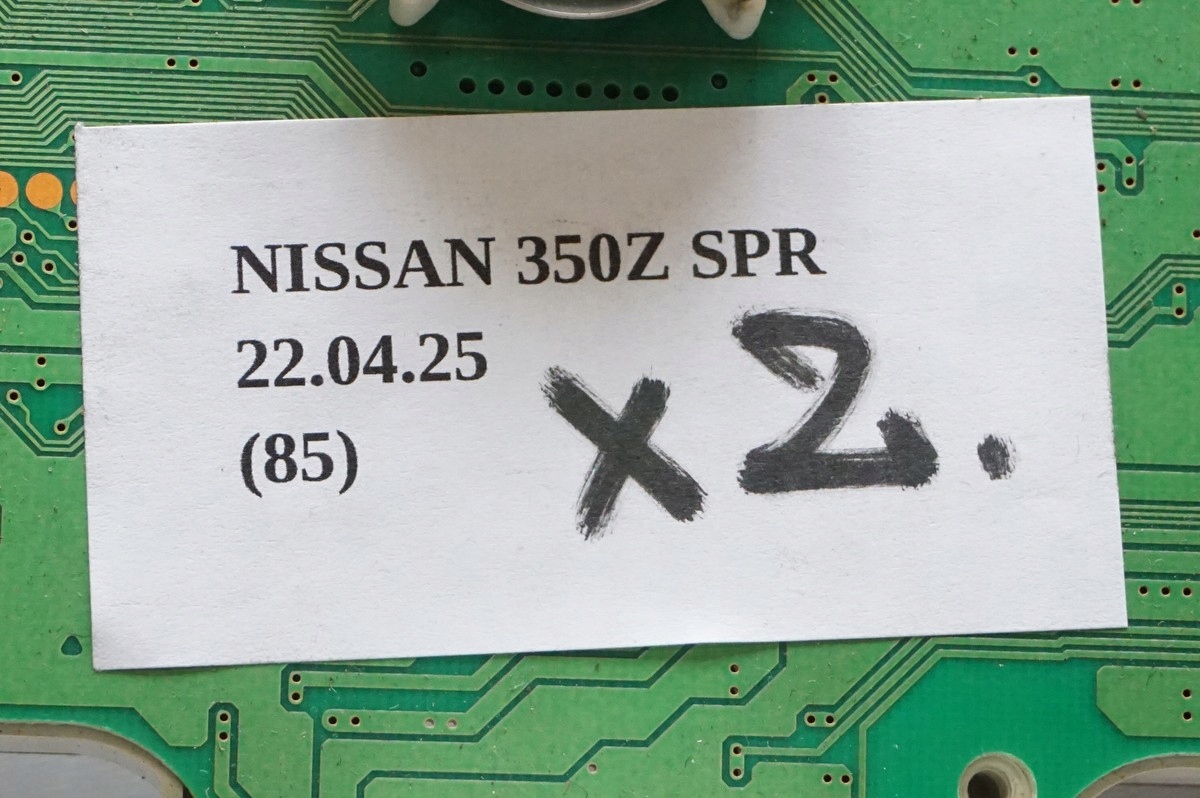 NISSAN 350Z SPR
22.04.25
(85)
x2.